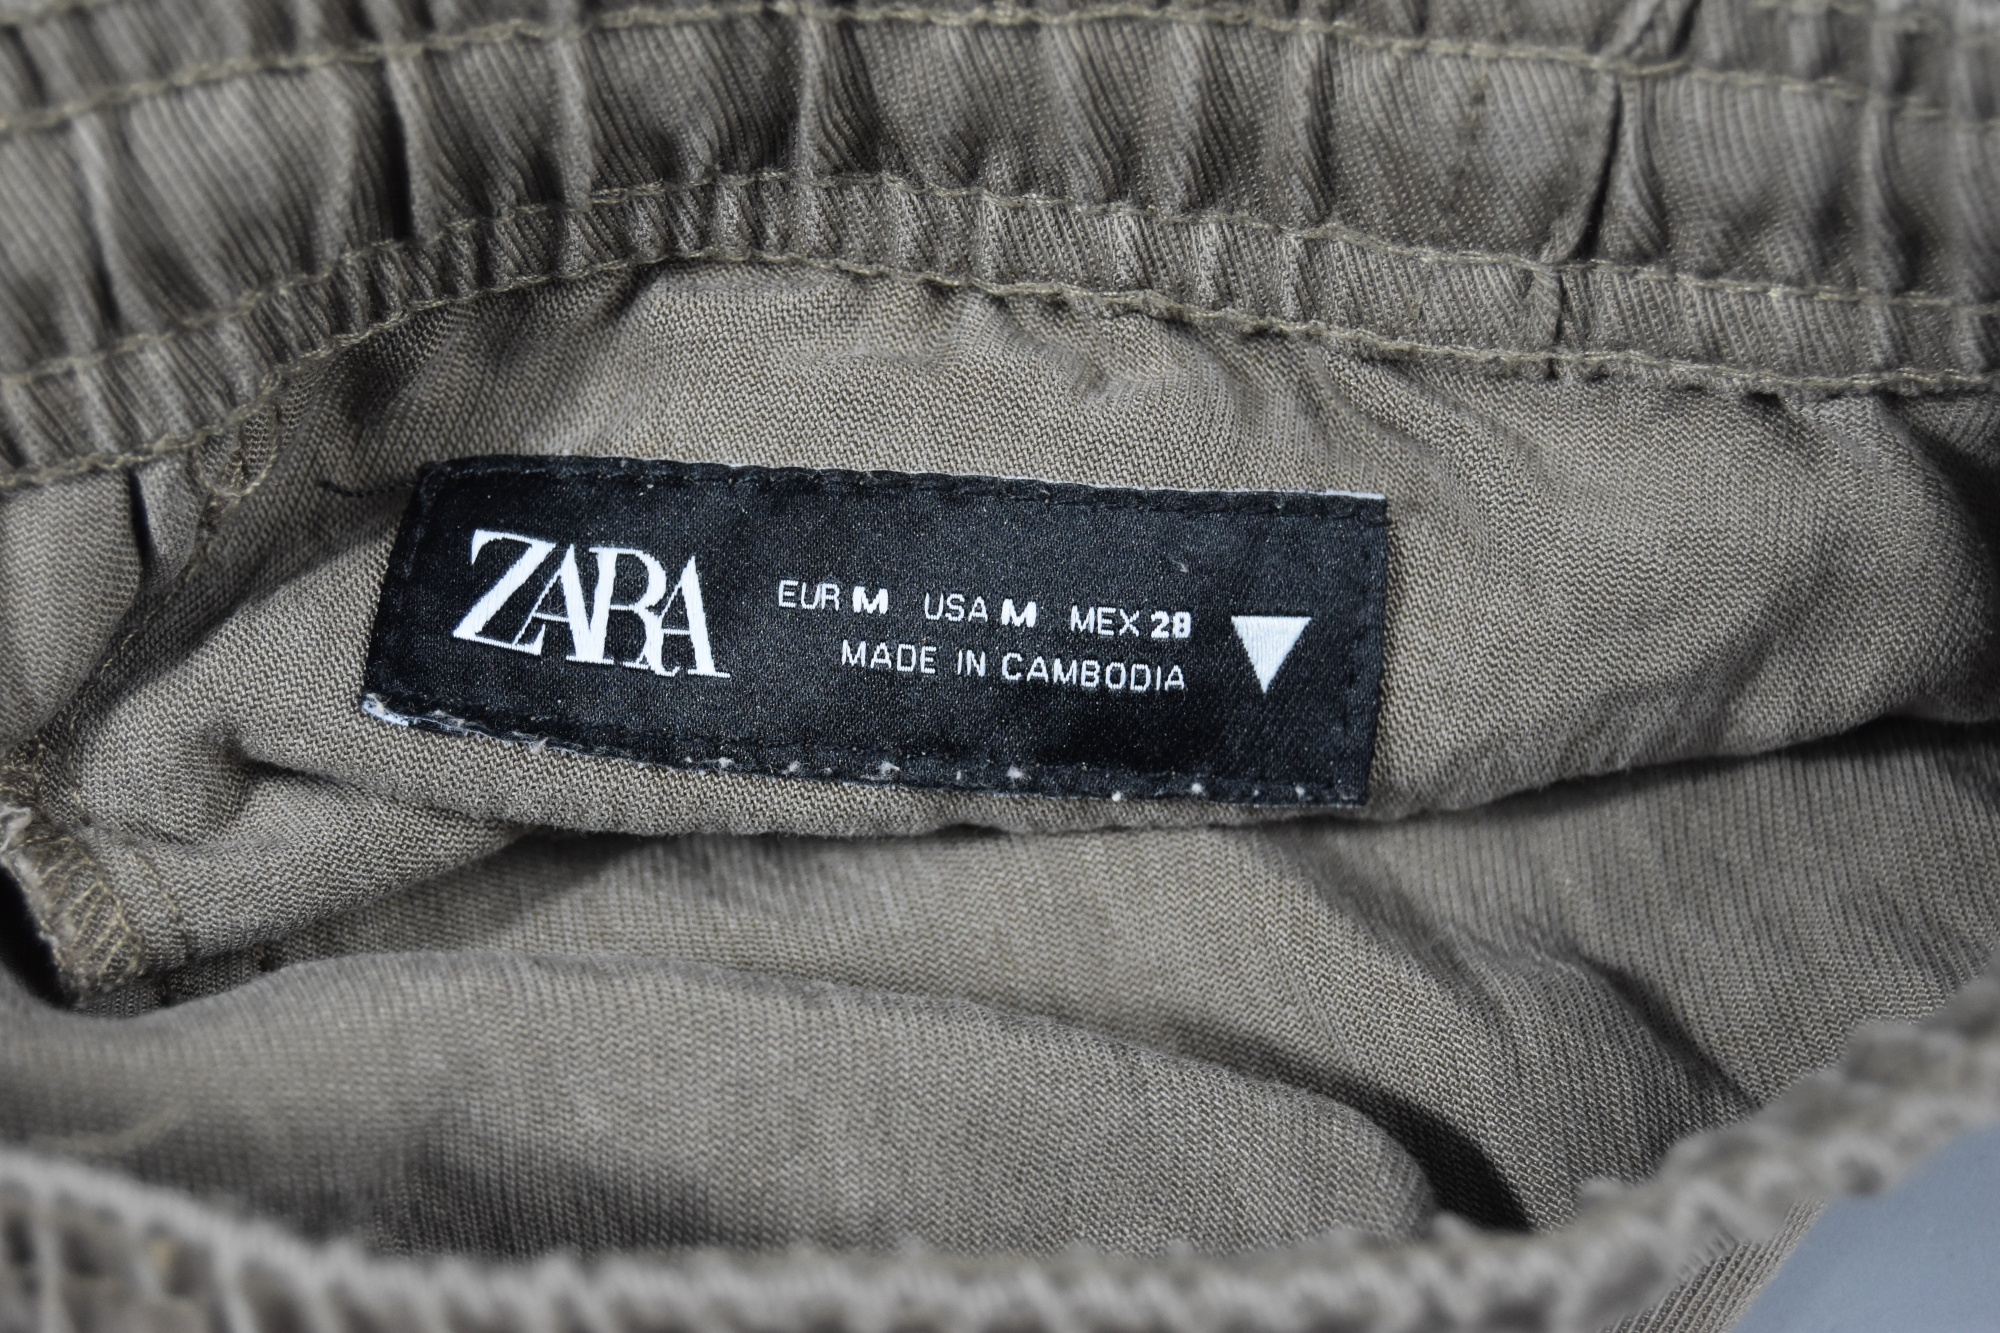 ZARA
EUR M USA M MEX 28
MADE IN CAMBODIA